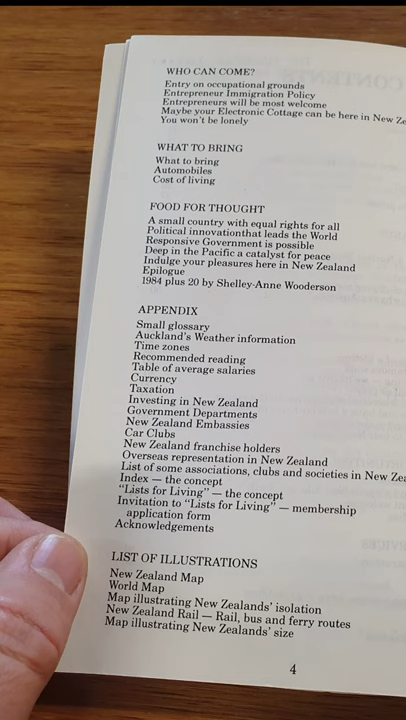 WHO CAN COME?
Entry on occupational grounds
Entrepreneur Immigration Policy
Entrepreneurs will be most welcome
Maybe your Electronic Cottage can be here in New Ze
You won't be lonely
WHAT TO BRING
What to bring
Automobiles
Cost of living
FOOD FOR THOUGHT
A small country with equal rights for all
Political innovationthat leads the World
Responsive Government is possible
Deep in the Pacific a catalyst for peace
Indulge your pleasures here in New Zealand
Epilogue
1984 plus 20 by Shelley-Anne Wooderson
APPENDIX
Small glossary
Auckland's Weather information
Time zones
Recommended reading
Table of average salaries
Currency
Taxation
Investing in New Zealand
Government Departments
New Zealand Embassies
Car Clubs
New Zealand franchise holders
Overseas representation in New Zealand
List of some associations, clubs and societies in New Zea
Index — the concept
"Lists for Living" — the concept
Invitation to "Lists for Living" — membership
application form
Acknowledgements
LIST OF ILLUSTRATIONS
New Zealand Map
World Map
Map illustrating New Zealands' isolation
New Zealand Rail — Rail, bus and ferry routes
Map illustrating New Zealands' size
4